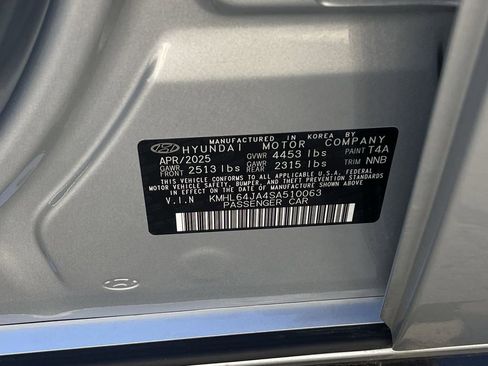 MANUFACTURED IN KOREA BY
HYUNDAI MOTOR COMPANY
APR/2025 GVWR 4453 lbs PAINT T4A
GAWR FRONT 2513 lbs GAWR REAR 2315 lbs TRIM NNB
THIS VEHICLE CONFORMS TO ALL APPLICABLE U.S.A. FEDERAL
MOTOR VEHICLE SAFETY, BUMPER, AND THEFT PREVENTION
STANDARDS IN EFFECT ON THE DATE OF MANUFACTURE SHOWN ABOVE.
V.I.N KMHL64JA4SA510063
PASSENGER CAR